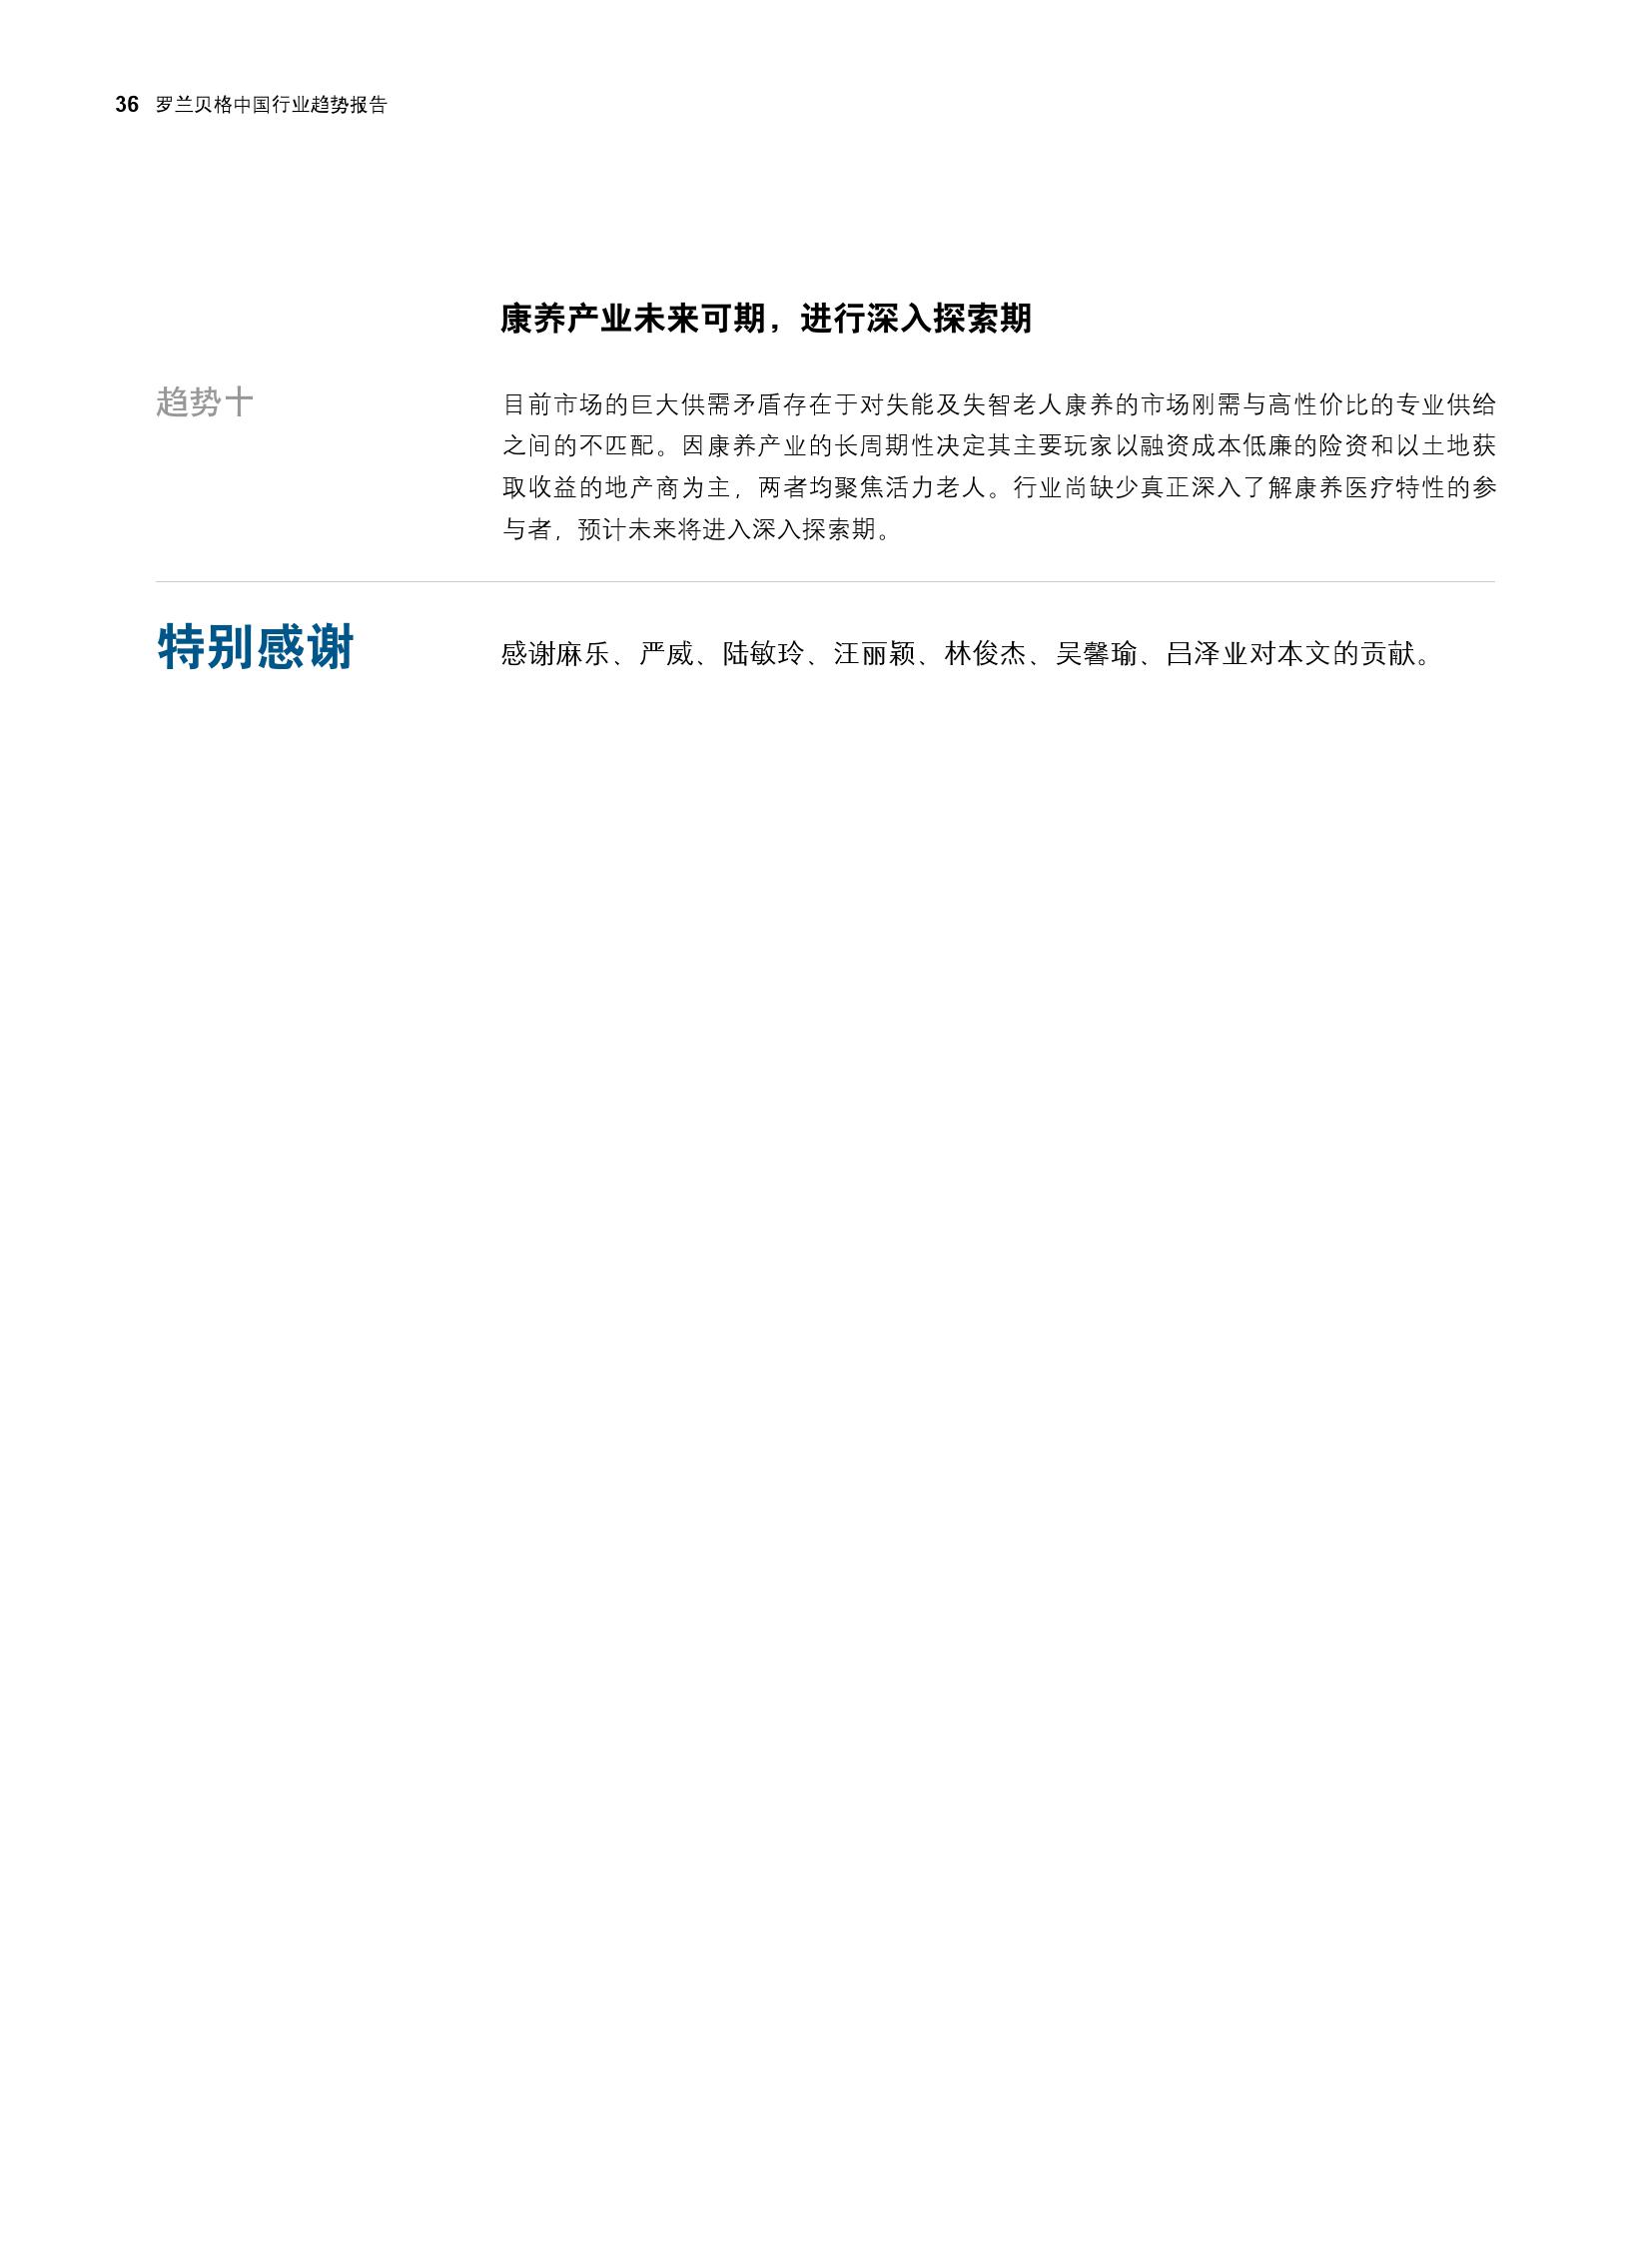 36 罗兰贝格中国行业趋势报告
康养产业未来可期，进行深入探索期
趋势十
目前市场的巨大供需矛盾存在于对失能及失智老人康养的市场刚需与高性价比的专业供给
之间的不匹配。因康养产业的长周期性决定其主要玩家以融资成本低廉的险资和以土地获
取收益的地产商为主，两者均聚焦活力老人。行业尚缺少真正深入了解康养医疗特性的参
与者，预计未来将进入深入探索期。
特别感谢
感谢麻乐、严威、陆敏玲、汪丽颖、林俊杰、吴馨瑜、吕泽业对本文的贡献。